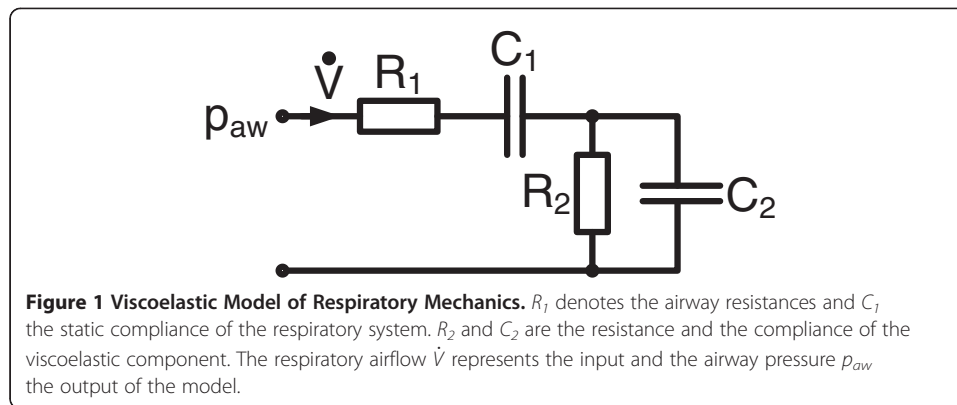 V̇
R₁
C₁
p_aw
R₂
C₂
Figure 1 Viscoelastic Model of Respiratory Mechanics. R₁ denotes the airway resistances and C₁
the static compliance of the respiratory system. R₂ and C₂ are the resistance and the compliance of the
viscoelastic component. The respiratory airflow V̇ represents the input and the airway pressure p_aw
the output of the model.